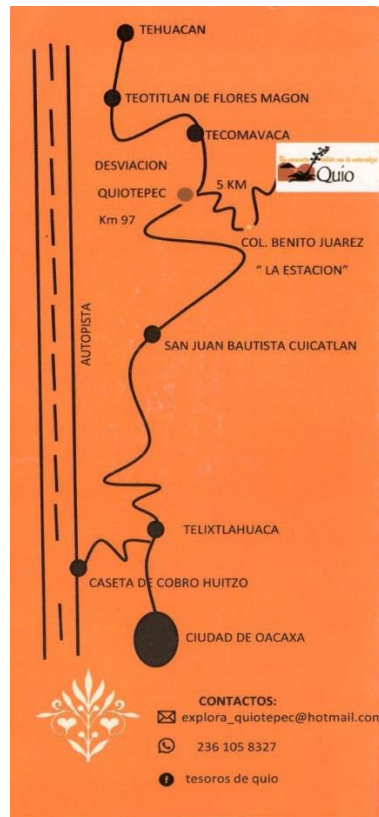 TEHUACAN
TEOTITLAN DE FLORES MAGON
TECOMAVACA
DESVIACION
QUIOTEPEC
Km 97
5 KM
Quio
COL. BENITO JUAREZ
“ LA ESTACION”
AUTOPISTA
SAN JUAN BAUTISTA CUICATLAN
TELIXTLAHUACA
CASETA DE COBRO HUITZO
CIUDAD DE OACAXA
CONTACTOS:
explora_quiotepec@hotmail.com
236 105 8327
tesoros de quio